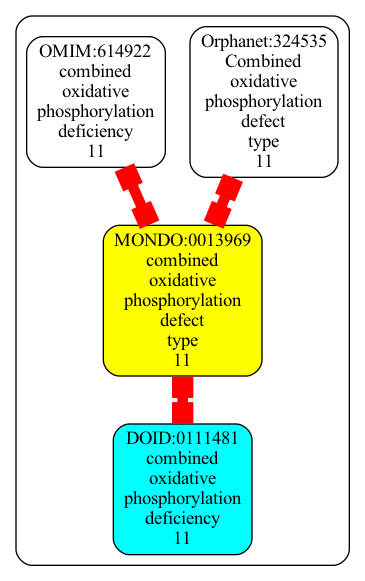 OMIM:614922
combined
oxidative
phosphorylation
deficiency
11
Orphanet:324535
Combined
oxidative
phosphorylation
defect
type
11
MONDO:0013969
combined
oxidative
phosphorylation
defect
type
11
DOID:0111481
combined
oxidative
phosphorylation
deficiency
11